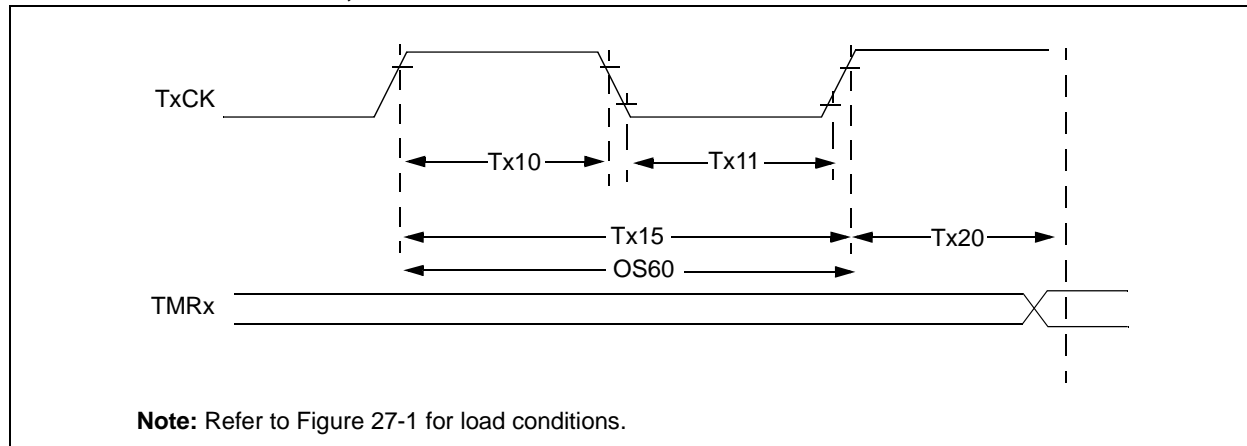 TxCK
Tx10
Tx11
Tx15
Tx20
OS60
TMRx
Note: Refer to Figure 27-1 for load conditions.